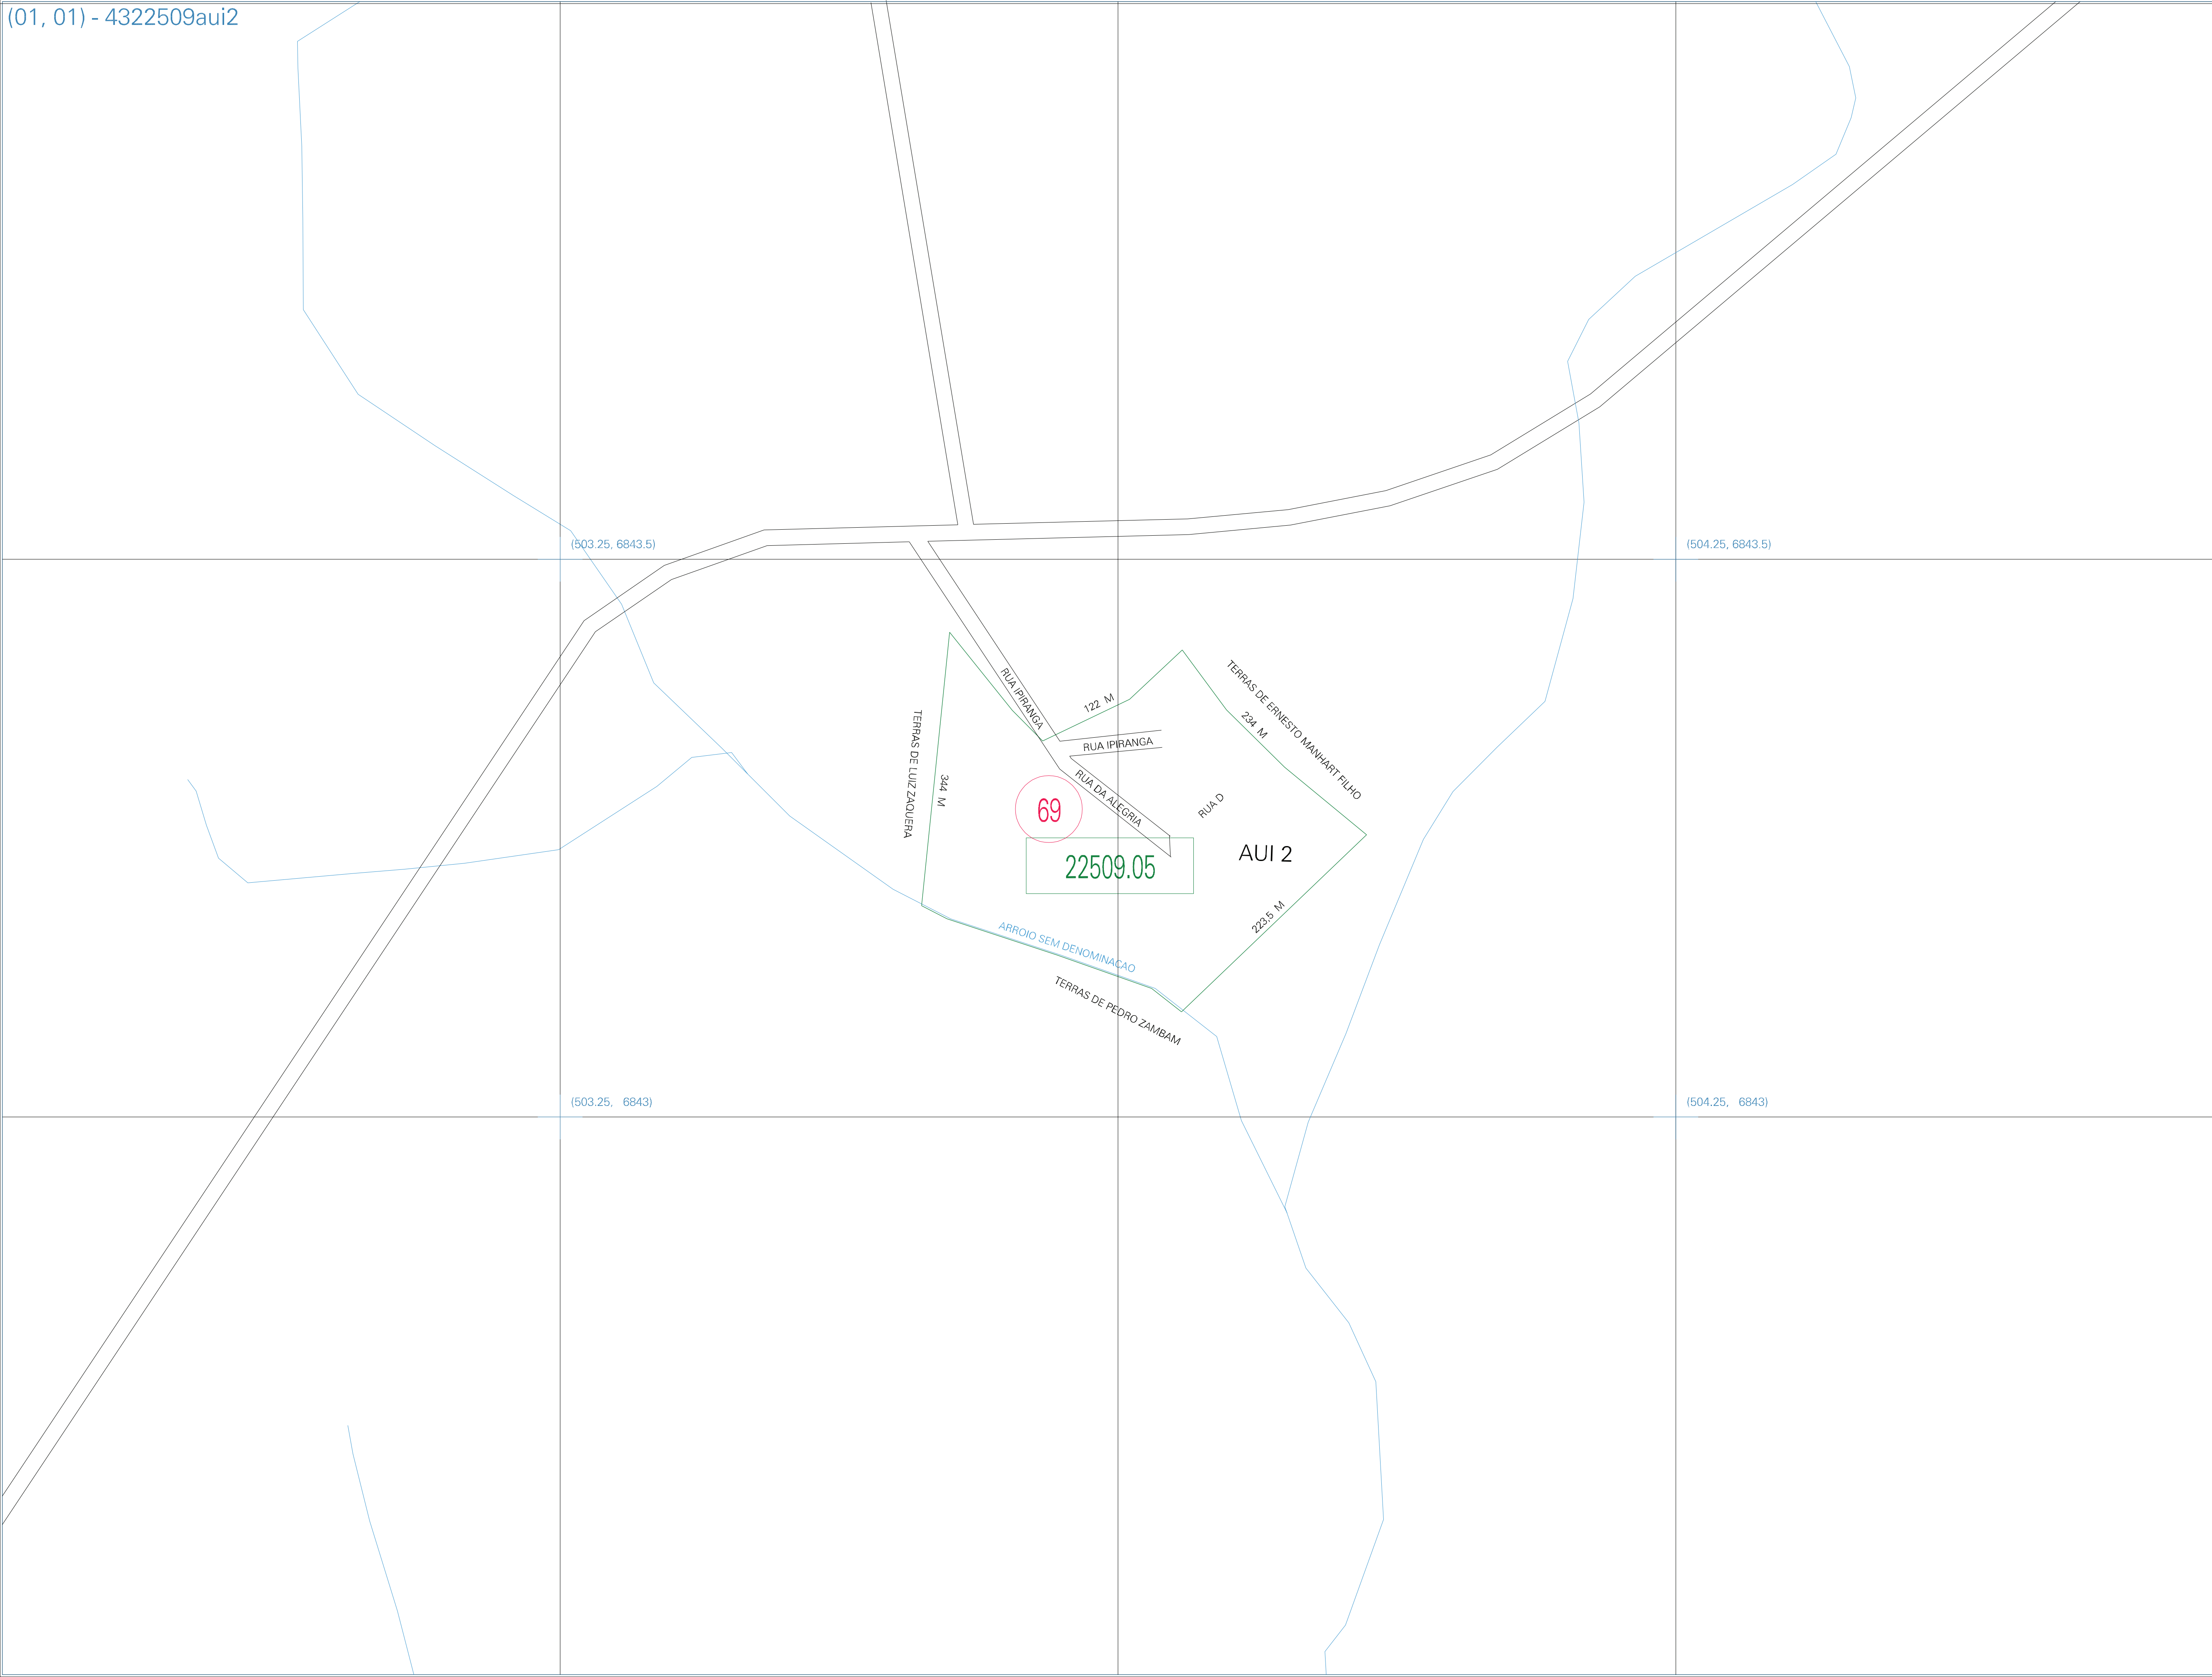 (01, 01) - 4322509aui2
(503.25, 6843.5)
(504.25, 6843.5)
RUA IPIRANGA
122 M
TERRAS DE ERNESTO MANHART FILHO
234 M
RUA IPIRANGA
TERRAS DE LUIZ ZAQUERA
344 M
69
RUA DA ALEGRIA
RUA D
AUI 2
22509.05
223,5 M
ARROIO SEM DENOMINACAO
TERRAS DE PEDRO ZAMBAM
(503.25, 6843)
(504.25, 6843)